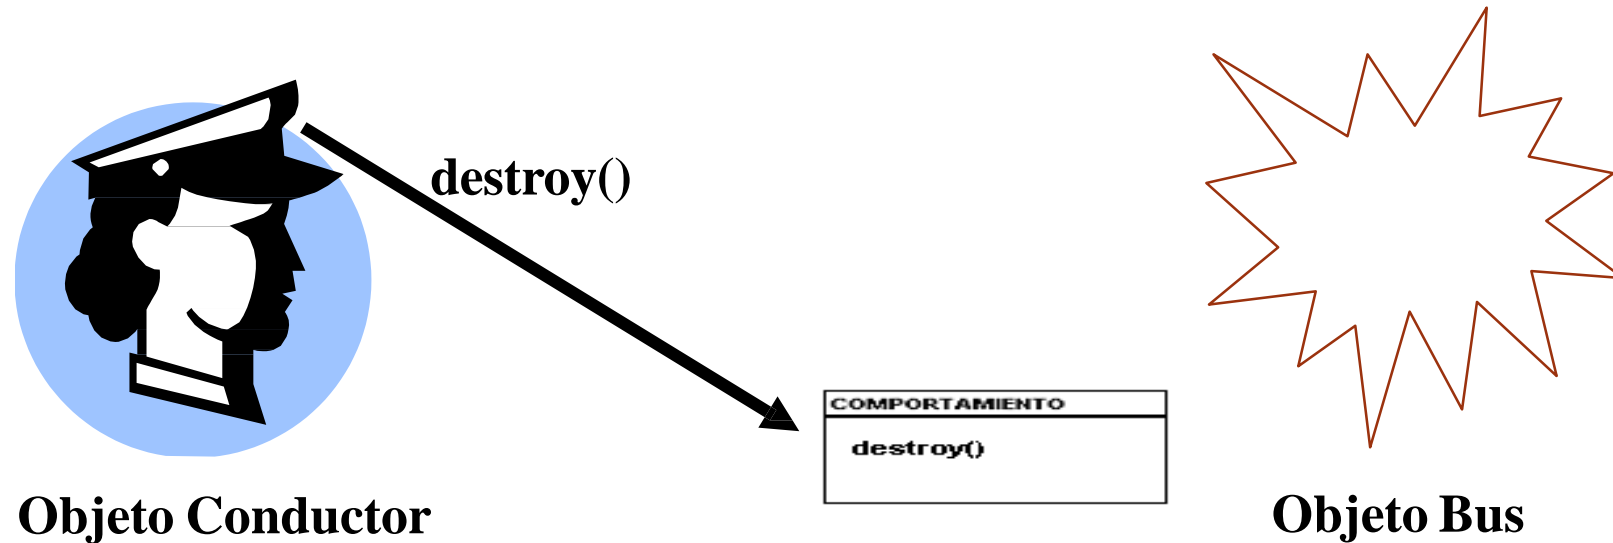 destroy()
COMPORTAMIENTO
destroy()
Objeto Conductor
Objeto Bus